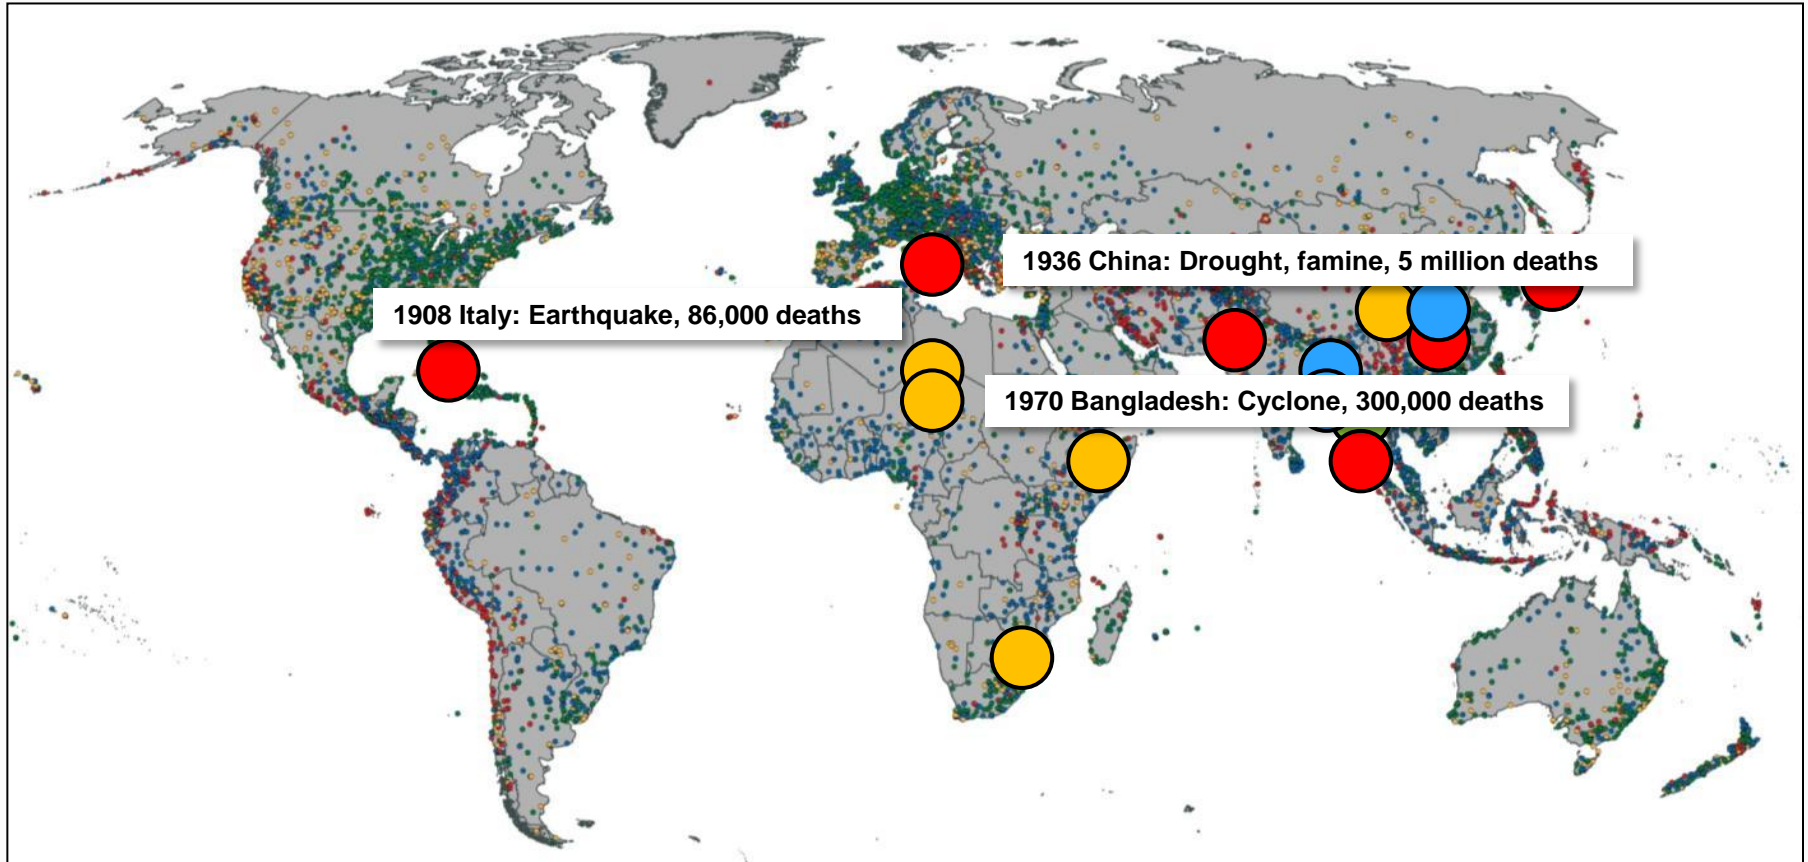 1936 China: Drought, famine, 5 million deaths
1908 Italy: Earthquake, 86,000 deaths
1970 Bangladesh: Cyclone, 300,000 deaths